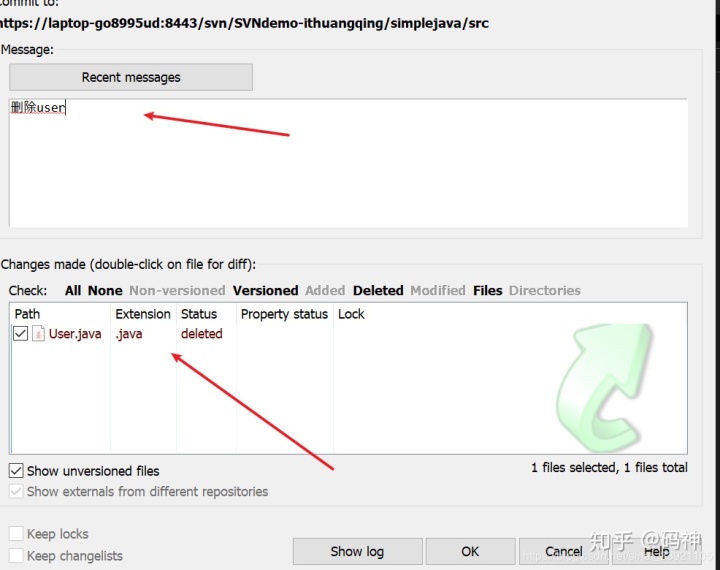 Commit to:
https://laptop-go8995ud:8443/svn/SVNdemo-ithuangqing/simplejava/src
Message:
Recent messages
删除user
Changes made (double-click on file for diff):
Check: All None Non-versioned Versioned Added Deleted Modified Files Directories
Path Extension Status Property status Lock
User.java .java deleted
Show unversioned files
1 files selected, 1 files total
Show externals from different repositories
Keep locks
Keep changelists
Show log OK Cancel Help
知乎 @码神